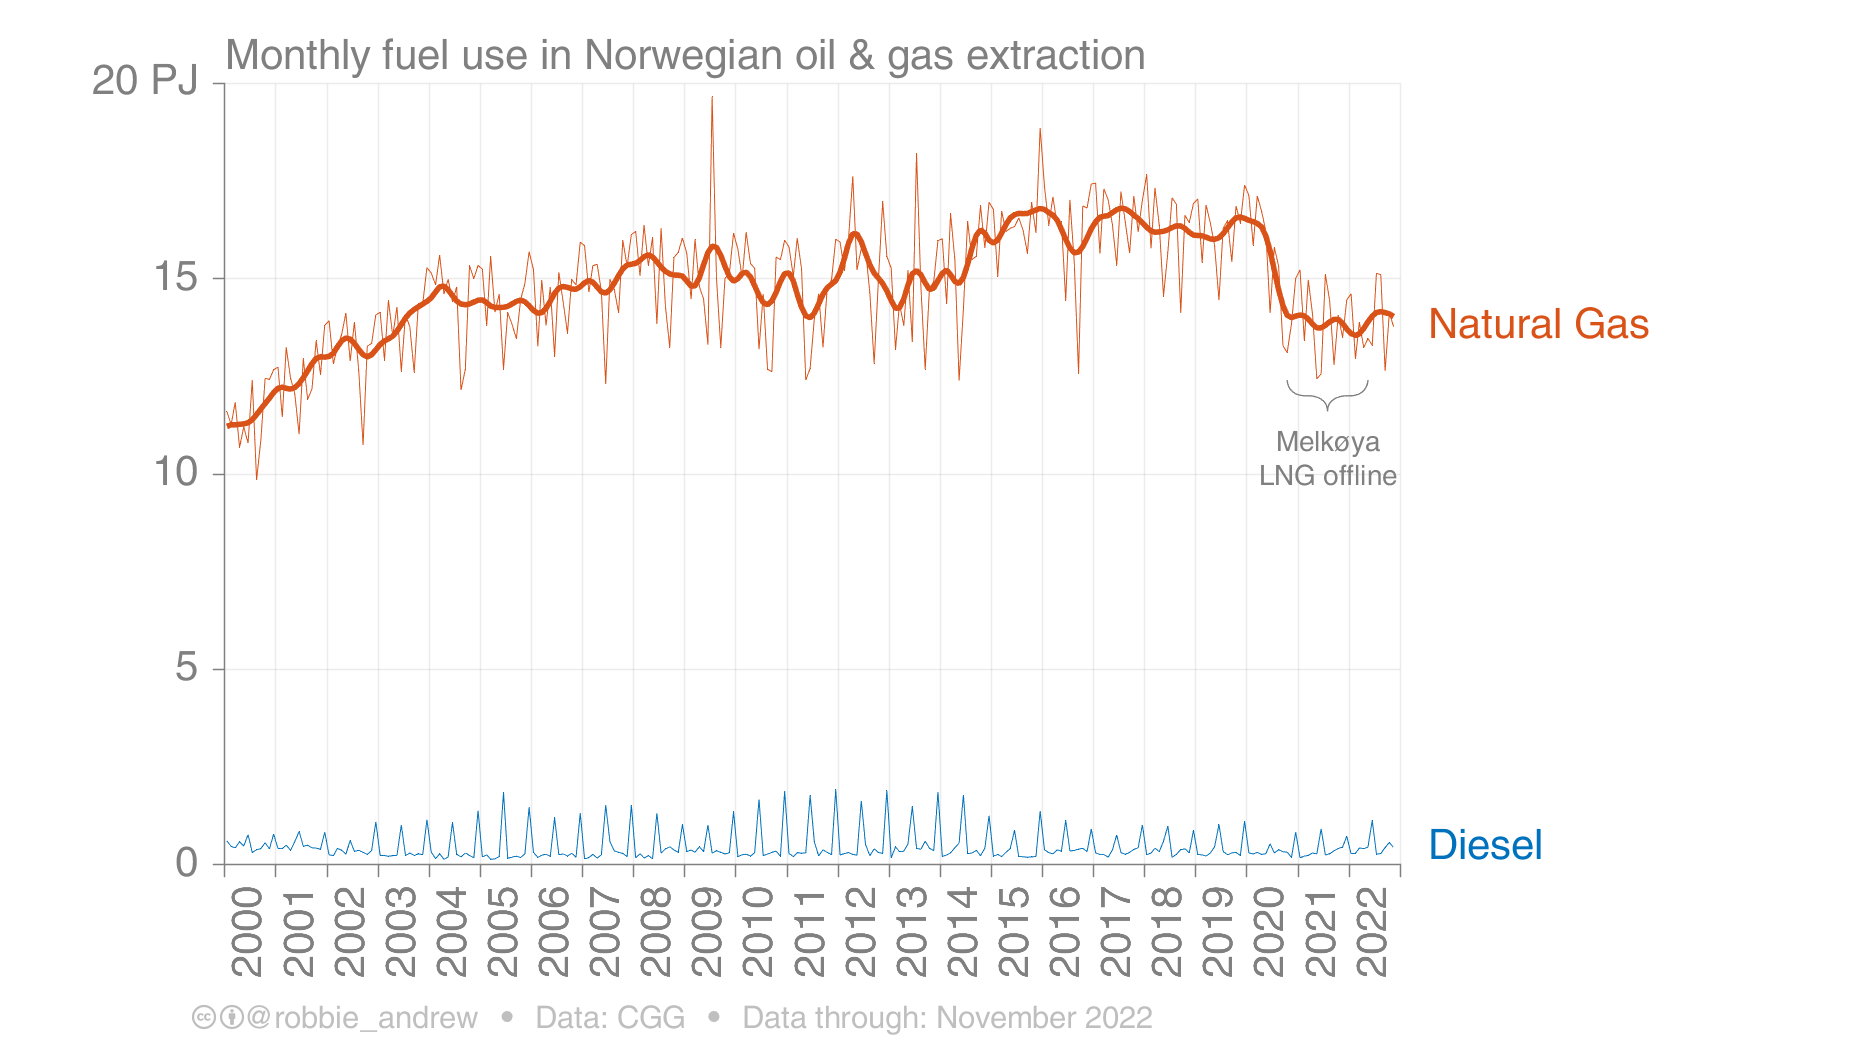 Monthly fuel use in Norwegian oil & gas extraction
20 PJ
15
10
5
0
Natural Gas
Melkøya
LNG offline
Diesel
2000 2001 2002 2003 2004 2005 2006 2007 2008 2009 2010 2011 2012 2013 2014 2015 2016 2017 2018 2019 2020 2021 2022
@robbie_andrew • Data: CGG • Data through: November 2022